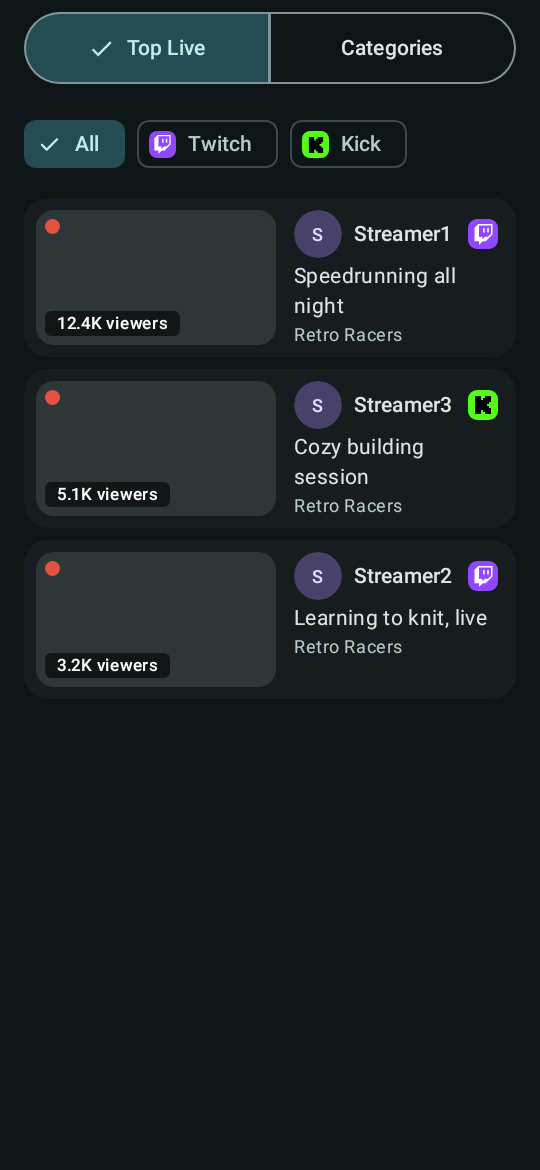 Top Live
Categories
All
Twitch
Kick
12.4K viewers
S
Streamer1
Speedrunning all
night
Retro Racers
5.1K viewers
S
Streamer3
Cozy building
session
Retro Racers
3.2K viewers
S
Streamer2
Learning to knit, live
Retro Racers